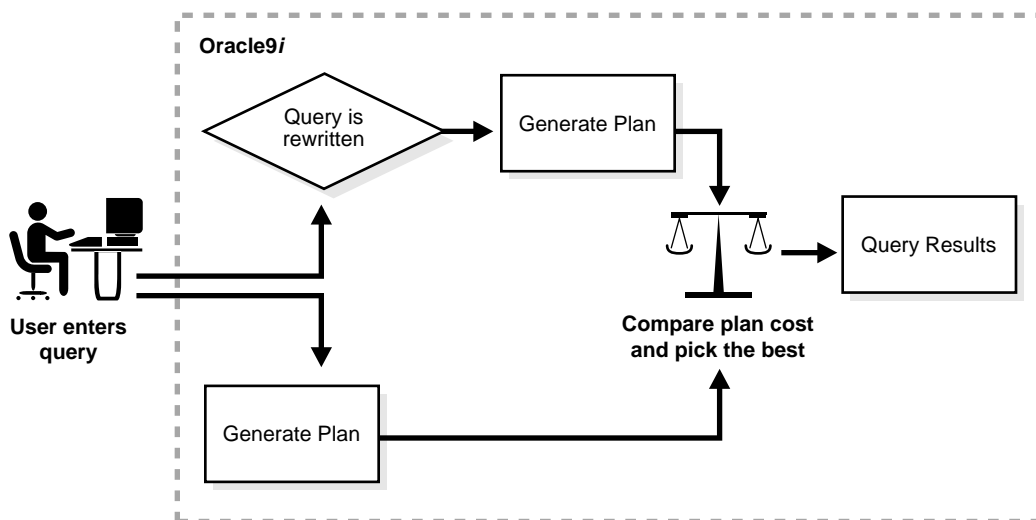 Oracle9i
Query is
rewritten
Generate Plan
Query Results
User enters
query
Compare plan cost
and pick the best
Generate Plan